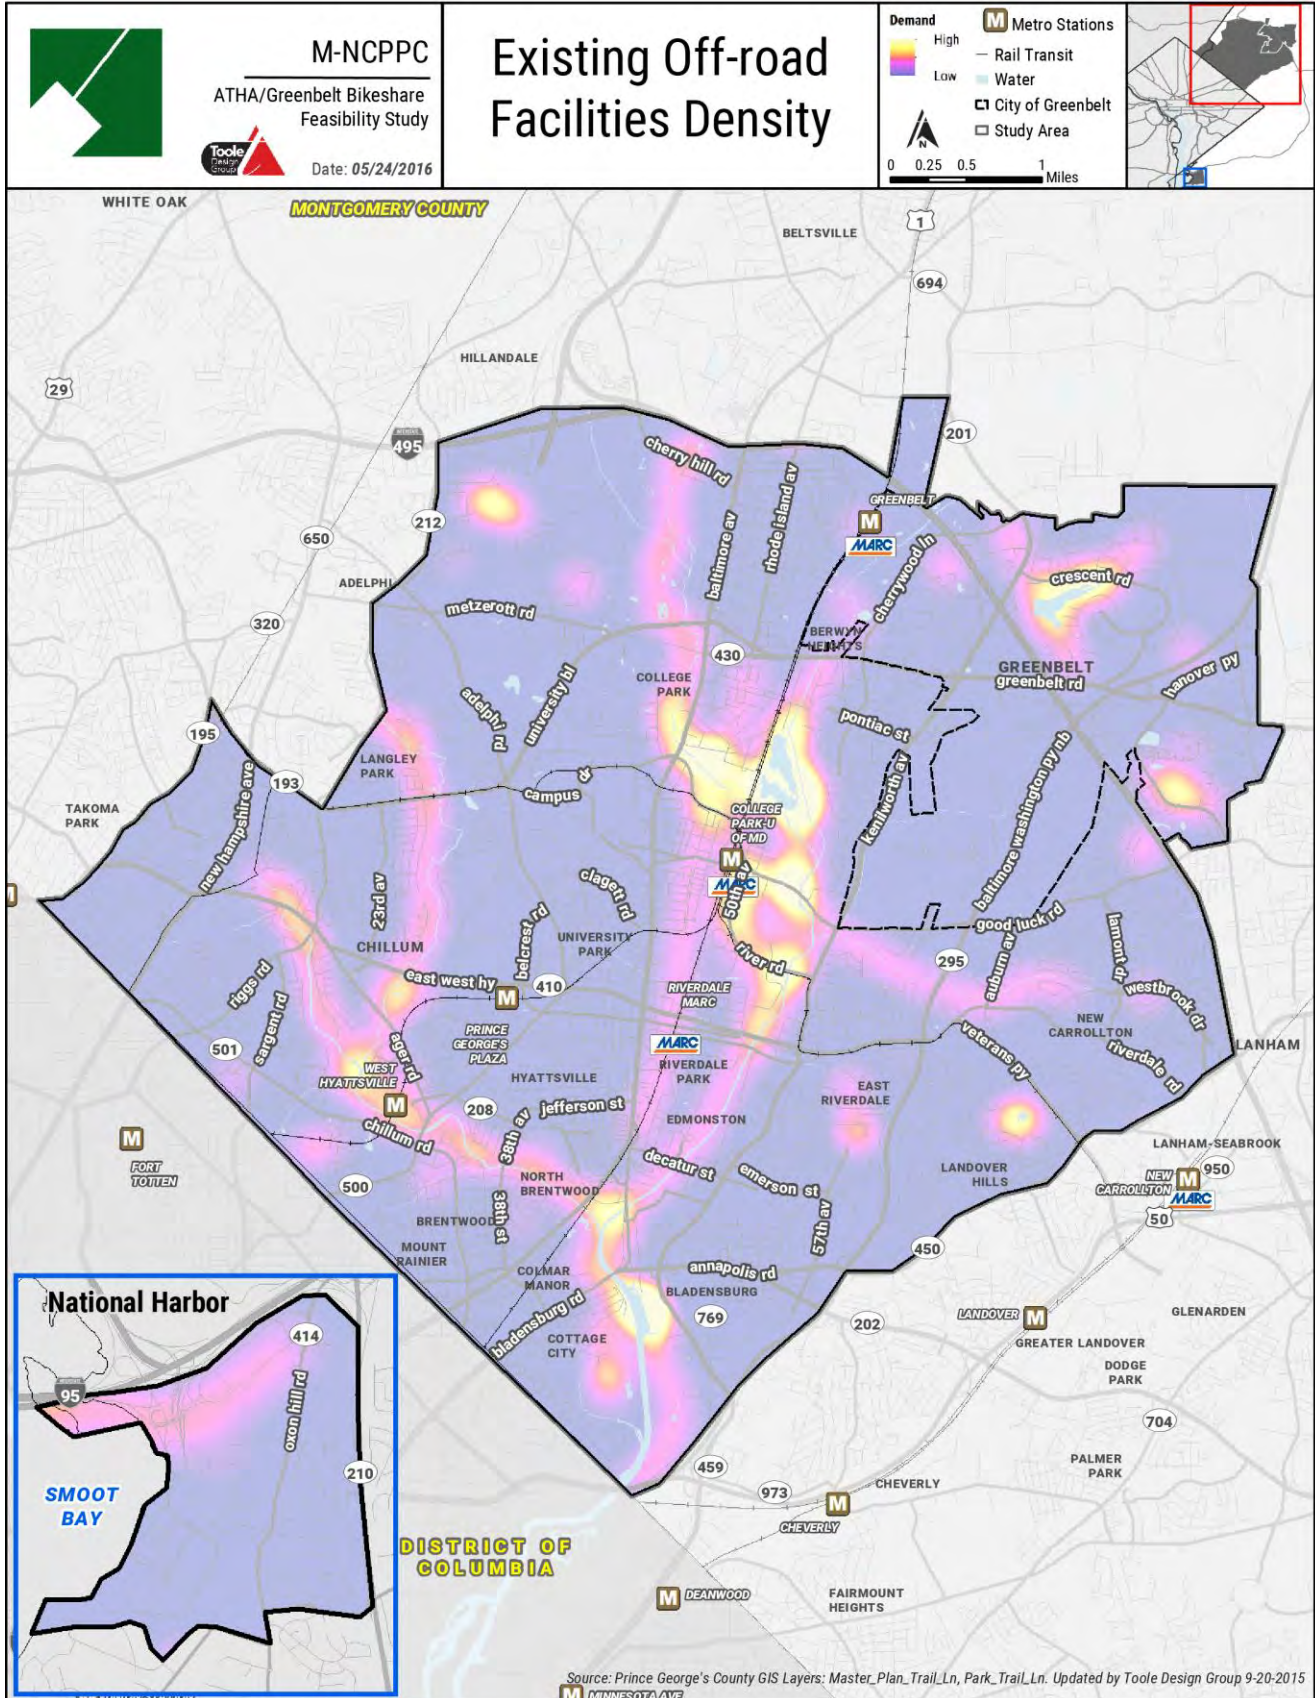 M-NCPPC
ATHA/Greenbelt Bikeshare
Feasibility Study
Toole
Design
Group
Date: 05/24/2016
Existing Off-road
Facilities Density
Demand
High
Low
N
M Metro Stations
Rail Transit
Water
City of Greenbelt
Study Area
0 0.25 0.5 1
Miles
WHITE OAK
MONTGOMERY COUNTY
BELTSVILLE
1
694
HILLANDALE
29
495
201
cherry hill rd
rhode island av
baltimore av
GREENBELT
M
MARC
212
650
cherrywood ln
crescent rd
ADELPHI
metzerott rd
320
BERWYN
HEIGHTS
430
GREENBELT
greenbelt rd
hanover py
COLLEGE
PARK
university bl
adelphi rd
pontiac st
195
LANGLEY
PARK
193
new hampshire ave
campus dr
kenilworth av
baltimore washington py nb
TAKOMA
PARK
COLLEGE
PARK-U
OF MD
M
MARC
50th av
23rd av
clagett rd
M
belcrest rd
UNIVERSITY
PARK
good luck rd
lamont dr
CHILLUM
river rd
295
auburn av
riggs rd
sargent rd
east west hy
M
410
RIVERDALE
MARC
westbrook dr
PRINCE
GEORGE'S
PLAZA
NEW
CARROLLTON
501
ager rd
MARC
veterans py
riverdale rd
LANHAM
WEST
HYATTSVILLE
M
HYATTSVILLE
RIVERDALE
PARK
EAST
RIVERDALE
208
38th av
jefferson st
EDMONSTON
chillum rd
M
FORT
TOTTEN
LANHAM-SEABROOK
decatur st
emerson st
LANDOVER
HILLS
NEW
CARROLLTON
M
950
MARC
500
NORTH
BRENTWOOD
38th st
57th av
50
BRENTWOOD
MOUNT
RAINIER
450
COLMAR
MANOR
annapolis rd
BLADENSBURG
bladensburg rd
769
COTTAGE
CITY
202
LANDOVER
M
GLENARDEN
GREATER LANDOVER
DODGE
PARK
704
National Harbor
414
95
oxon hill rd
210
SMOOT
BAY
459
973
CHEVERLY
PALMER
PARK
M
CHEVERLY
DISTRICT OF
COLUMBIA
M
DEANWOOD
FAIRMOUNT
HEIGHTS
Source: Prince George's County GIS Layers: Master_Plan_Trail_Ln, Park_Trail_Ln. Updated by Toole Design Group 9-20-2015
M
MINNESOTA AVE